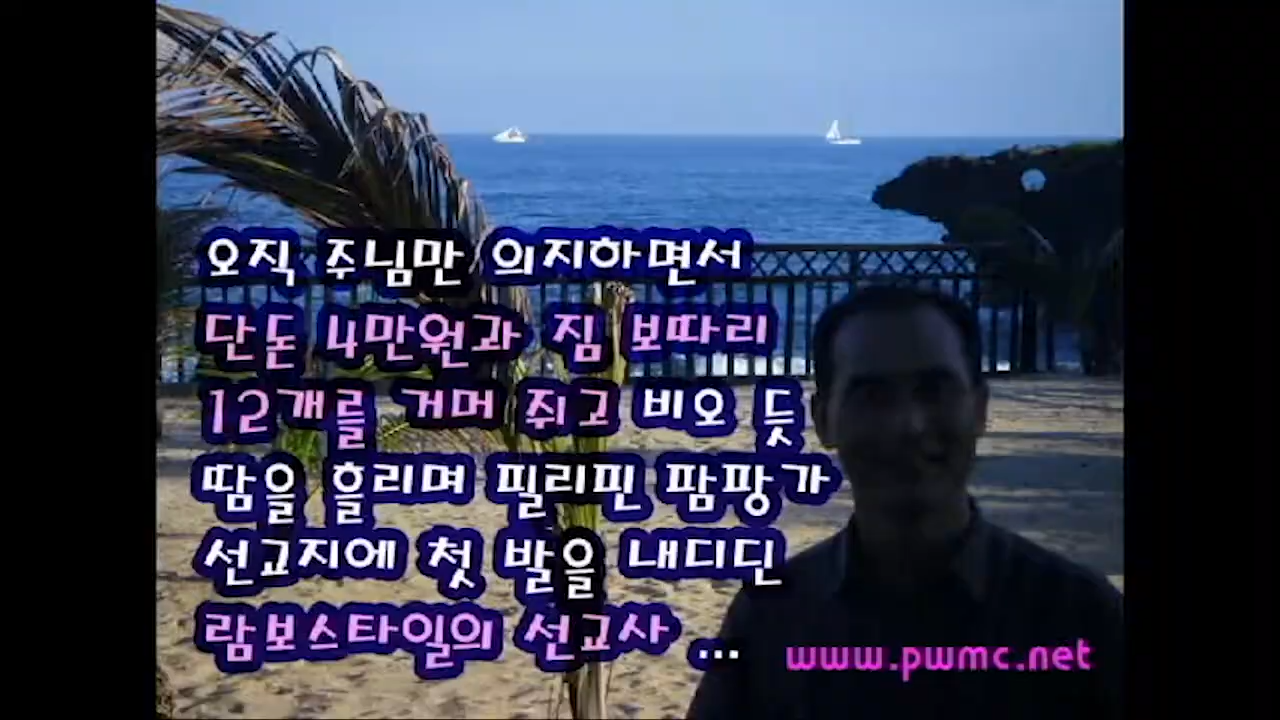 오직 주님만 의지하면서
단돈 4만원과 짐 보따리
12개를 거머 쥐고 비오 듯
땀을 흘리며 필리핀 팜팡가
선교지에 첫 발을 내디딘
람보스타일의 선교사 ...
www.pwmc.net